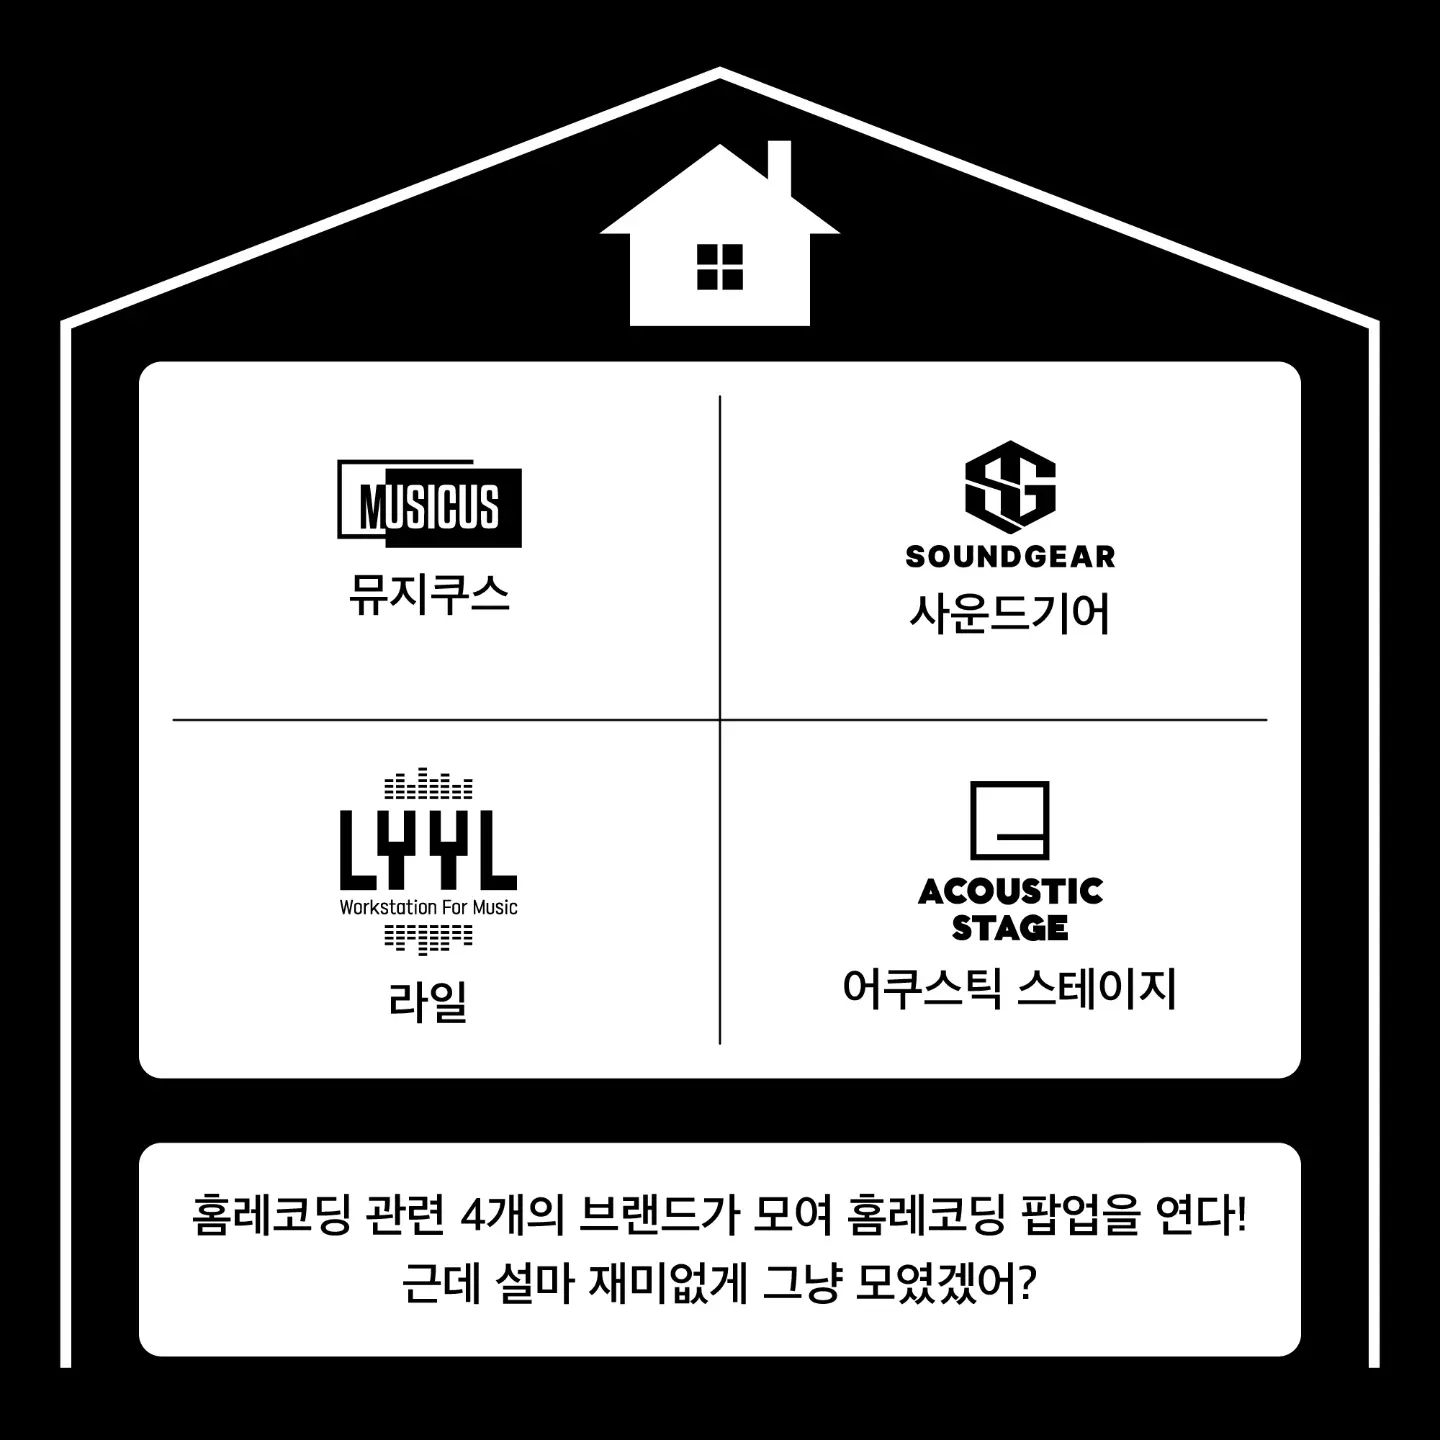 MUSICUS
뮤지쿠스
SOUNDGEAR
사운드기어
LYYL
Workstation For Music
라일
ACOUSTIC
STAGE
어쿠스틱 스테이지
홈레코딩 관련 4개의 브랜드가 모여 홈레코딩 팝업을 연다!
근데 설마 재미없게 그냥 모였겠어?